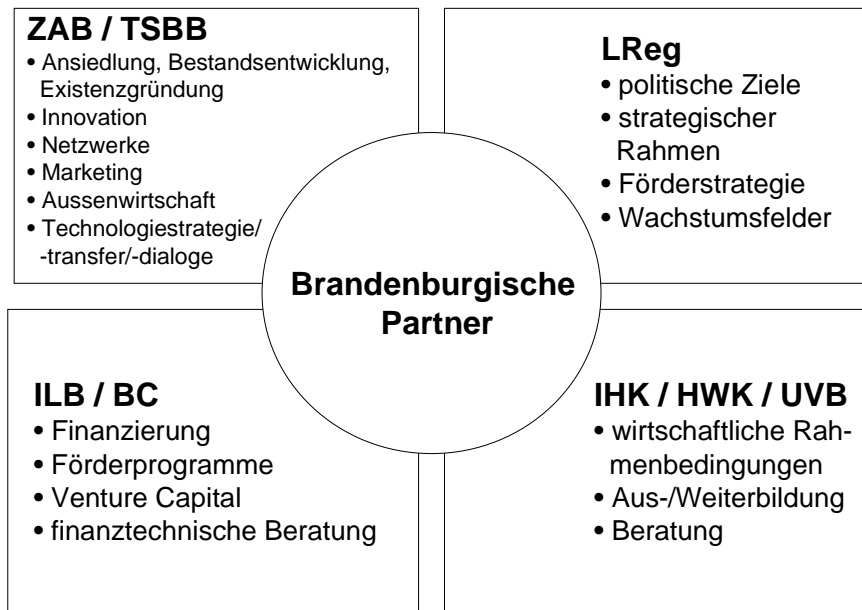 ZAB / TSBB
• Ansiedlung, Bestandsentwicklung,
Existenzgründung
• Innovation
• Netzwerke
• Marketing
• Aussenwirtschaft
• Technologiestrategie/
-transfer/-dialoge
LReg
• politische Ziele
• strategischer
Rahmen
• Förderstrategie
• Wachstumsfelder
Brandenburgische
Partner
ILB / BC
• Finanzierung
• Förderprogramme
• Venture Capital
• finanztechnische Beratung
IHK / HWK / UVB
• wirtschaftliche Rah-
menbedingungen
• Aus-/Weiterbildung
• Beratung